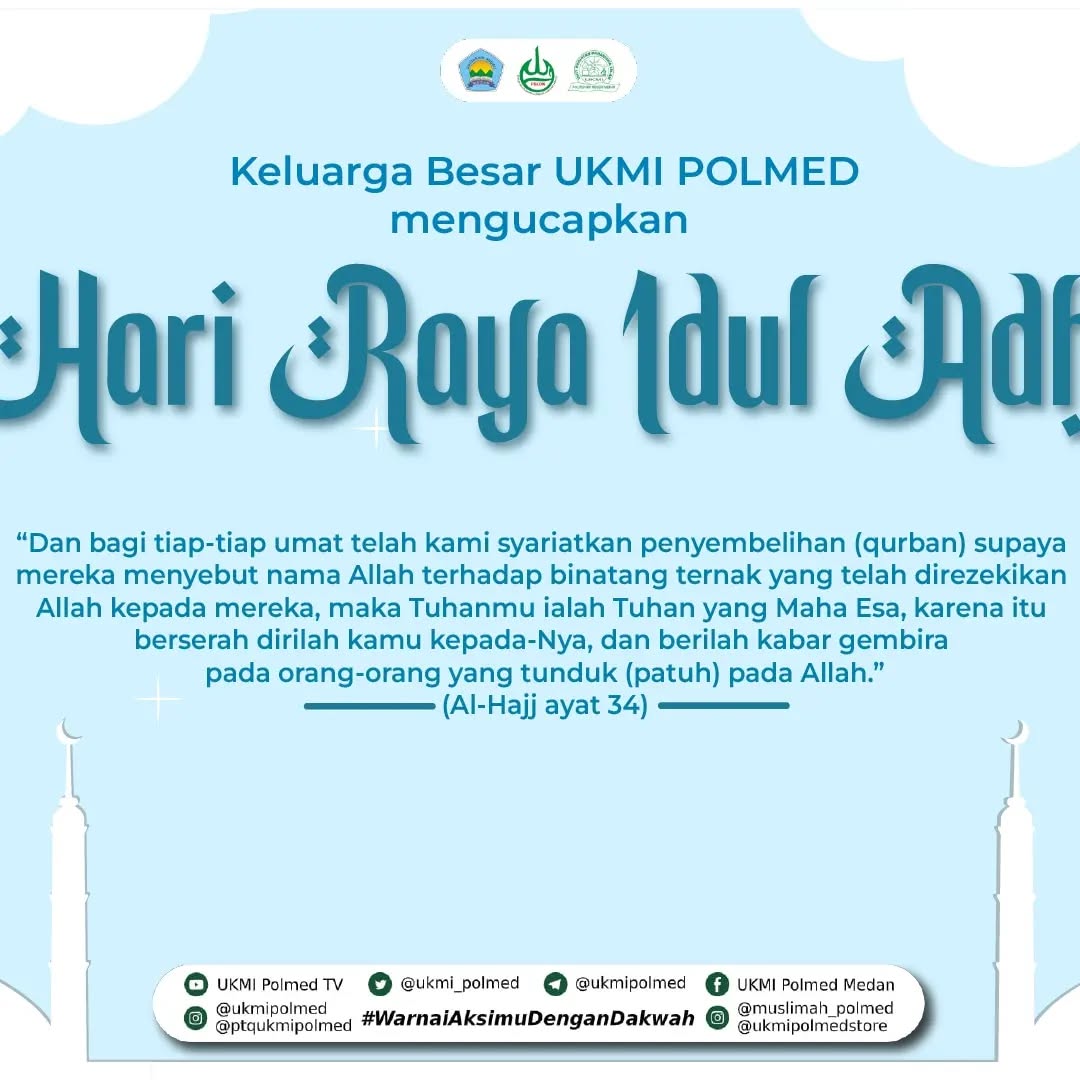 Keluarga Besar UKMI POLMED
mengucapkan
Hari Raya Idul Adh
“Dan bagi tiap-tiap umat telah kami syariatkan penyembelihan (qurban) supaya
mereka menyebut nama Allah terhadap binatang ternak yang telah direzekikan
Allah kepada mereka, maka Tuhanmu ialah Tuhan yang Maha Esa, karena itu
berserah dirilah kamu kepada-Nya, dan berilah kabar gembira
pada orang-orang yang tunduk (patuh) pada Allah.”
(Al-Hajj ayat 34)
UKMI Polmed TV @ukmi_polmed @ukmipolmed UKMI Polmed Medan
@ukmipolmed
@ptqukmipolmed
#WarnaiAksimuDenganDakwah
@muslimah_polmed
@ukmipolmedstore